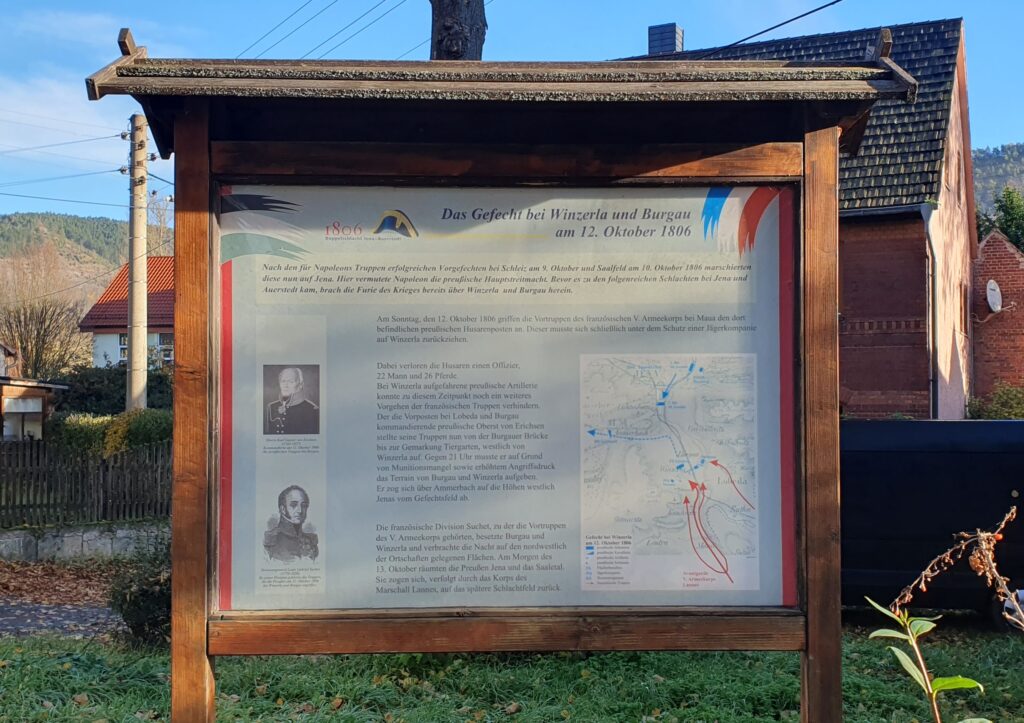 1806
Doppelschlacht Jena-Auerstedt
Das Gefecht bei Winzerla und Burgau
am 12. Oktober 1806
Nach den für Napoleons Truppen erfolgreichen Vorgefechten bei Schleiz am 9. Oktober und Saalfeld am 10. Oktober 1806 marschierten
diese nun auf Jena. Hier vermutete Napoleon die preußische Hauptstreitmacht. Bevor es zu den folgenreichen Schlachten bei Jena und
Auerstedt kam, brach die Furie des Krieges bereits über Winzerla und Burgau herein.
Am Sonntag, den 12. Oktober 1806 griffen die Vortruppen des französischen V. Armeekorps bei Maua den dort
befindlichen preußischen Husarenposten an. Dieser musste sich schließlich unter dem Schutz einer Jägerkompanie
auf Winzerla zurückziehen.
Dabei verloren die Husaren einen Offizier,
22 Mann und 26 Pferde.
Bei Winzerla aufgefahrene preußische Artillerie
konnte zu diesem Zeitpunkt noch ein weiteres
Vorgehen der französischen Truppen verhindern.
Der die Vorposten bei Lobeda und Burgau
kommandierende preußische Oberst von Erichsen
stellte seine Truppen nun von der Burgauer Brücke
bis zur Gemarkung Tiergarten, westlich von
Winzerla auf. Gegen 21 Uhr musste er auf Grund
von Munitionsmangel sowie erhöhtem Angriffsdruck
das Terrain von Burgau und Winzerla aufgeben.
Er zog sich über Ammerbach auf die Höhen westlich
Jenas vom Gefechtsfeld ab.
Die französische Division Suchet, zu der die Vortruppen
des V. Armeekorps gehörten, besetzte Burgau und
Winzerla und verbrachte die Nacht auf den nordwestlich
der Ortschaften gelegenen Flächen. Am Morgen des
13. Oktober räumten die Preußen Jena und das Saaletal.
Sie zogen sich, verfolgt durch das Korps des
Marschall Lannes, auf das spätere Schlachtfeld zurück.
Lobeda
Gefecht bei Winzerla
am 12. Oktober 1806
Avantgarde
V. Armeekorps
Lannes